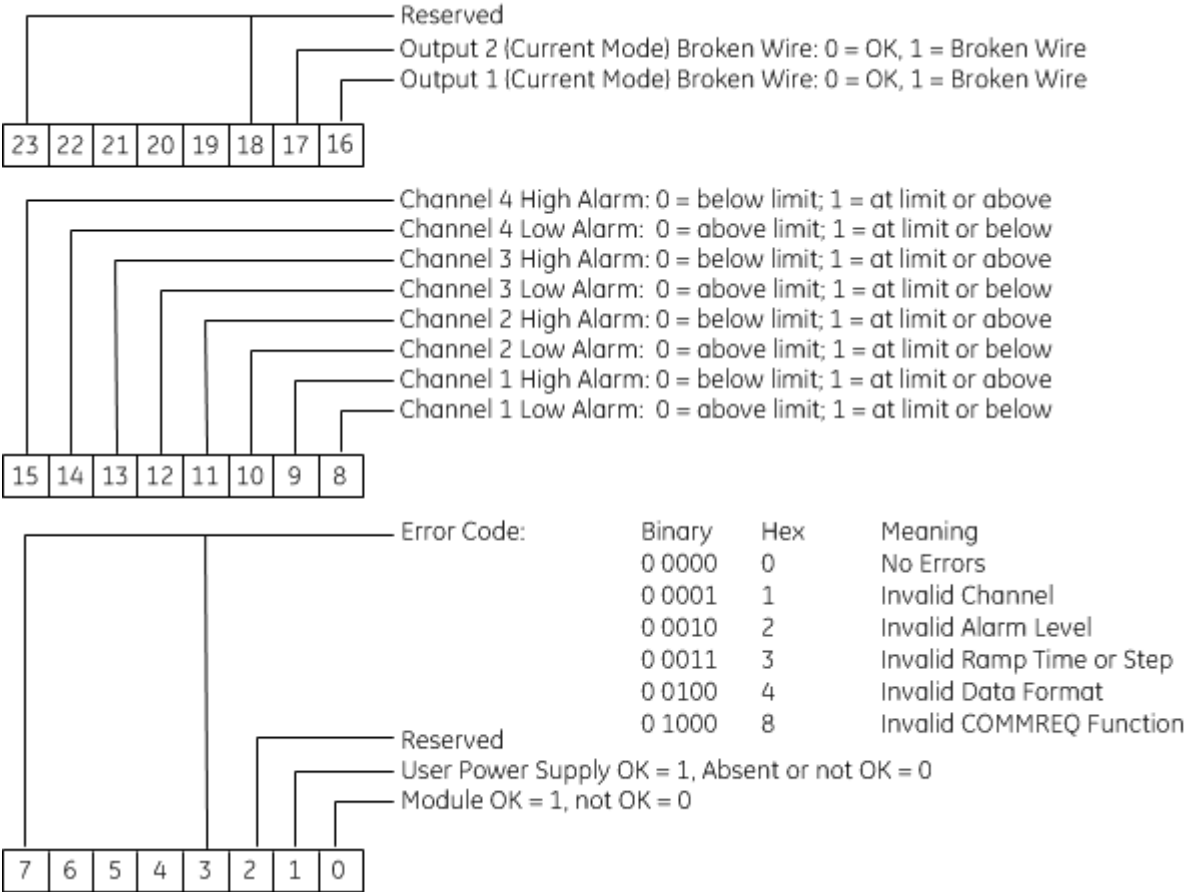 Reserved
Output 2 (Current Mode) Broken Wire: 0 = OK, 1 = Broken Wire
Output 1 (Current Mode) Broken Wire: 0 = OK, 1 = Broken Wire
23 22 21 20 19 18 17 16
Channel 4 High Alarm: 0 = below limit; 1 = at limit or above
Channel 4 Low Alarm: 0 = above limit; 1 = at limit or below
Channel 3 High Alarm: 0 = below limit; 1 = at limit or above
Channel 3 Low Alarm: 0 = above limit; 1 = at limit or below
Channel 2 High Alarm: 0 = below limit; 1 = at limit or above
Channel 2 Low Alarm: 0 = above limit; 1 = at limit or below
Channel 1 High Alarm: 0 = below limit; 1 = at limit or above
Channel 1 Low Alarm: 0 = above limit; 1 = at limit or below
15 14 13 12 11 10 9 8
Error Code: Binary Hex Meaning
0 0000 0 No Errors
0 0001 1 Invalid Channel
0 0010 2 Invalid Alarm Level
0 0011 3 Invalid Ramp Time or Step
0 0100 4 Invalid Data Format
0 1000 8 Invalid COMMREQ Function
Reserved
User Power Supply OK = 1, Absent or not OK = 0
Module OK = 1, not OK = 0
7 6 5 4 3 2 1 0